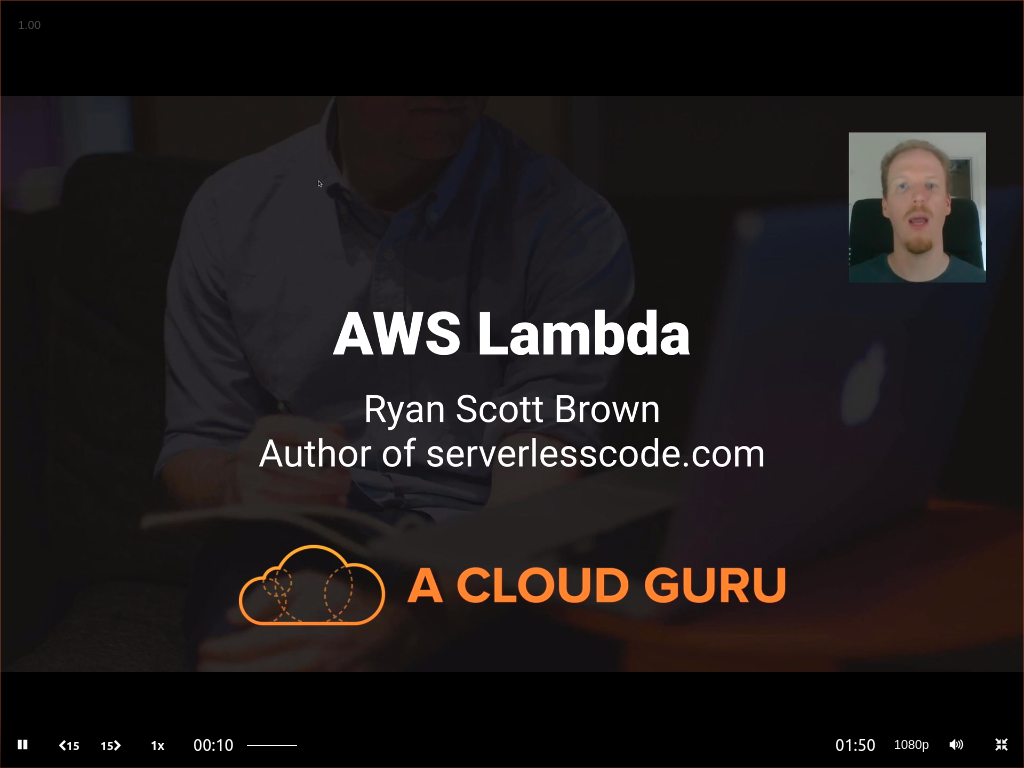 1.00
AWS Lambda
Ryan Scott Brown
Author of serverlesscode.com
A CLOUD GURU
15 15 1x 00:10 01:50 1080p